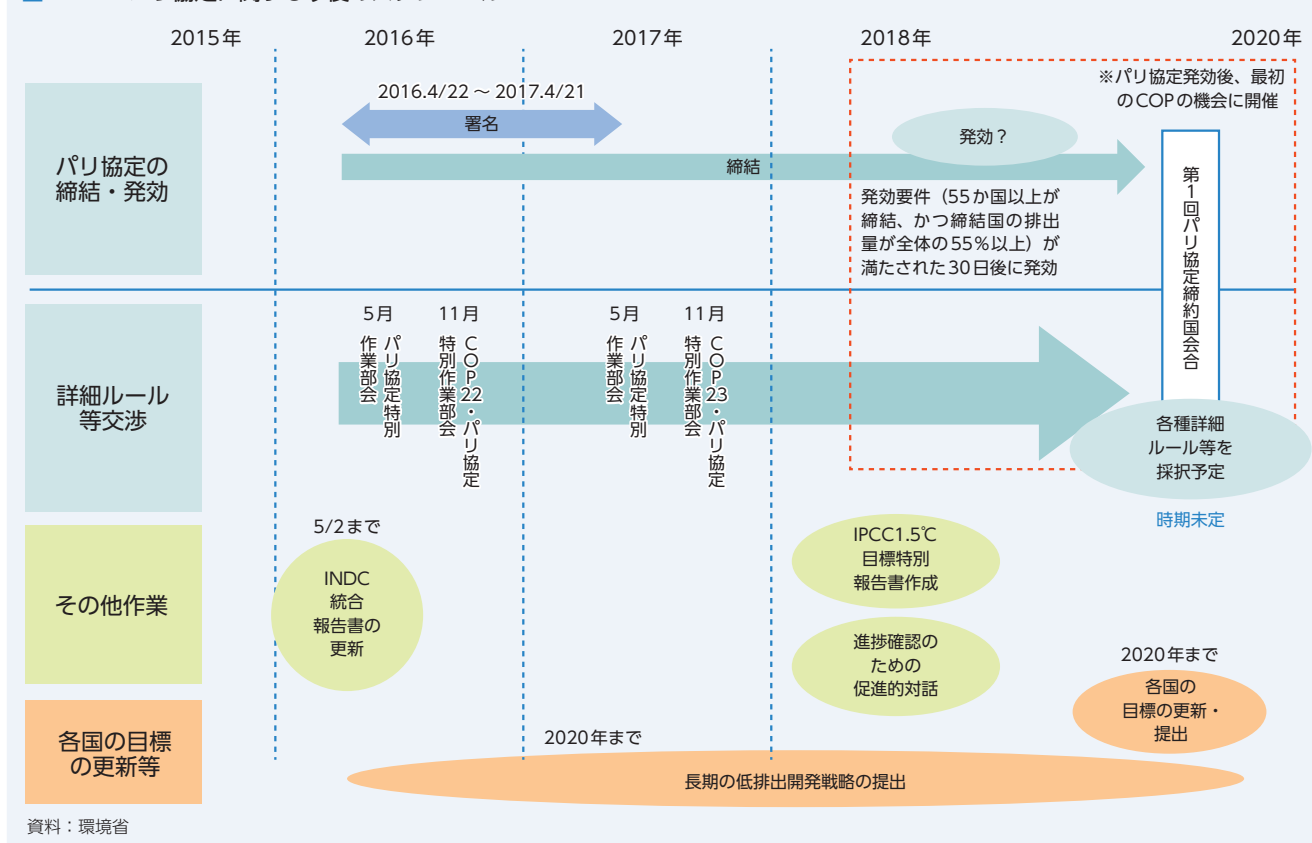 2015年
2016年
2017年
2018年
2020年
※パリ協定発効後、最初
のCOPの機会に開催
パリ協定の
締結・発効
2016.4/22 ～ 2017.4/21
署名
発効？
締結
発効要件（55か国以上が
締結、かつ締結国の排出
量が全体の55％以上）が
満たされた30日後に発効
第1回パリ協定締約国会合
詳細ルール
等交渉
5月
パリ協定特別
作業部会
11月
COP22・パリ協定
特別作業部会
5月
パリ協定特別
作業部会
11月
COP23・パリ協定
特別作業部会
各種詳細
ルール等を
採択予定
時期未定
その他作業
5/2まで
INDC
統合
報告書の
更新
IPCC1.5℃
目標特別
報告書作成
進捗確認の
ための
促進的対話
各国の目標
の更新等
2020年まで
長期の低排出開発戦略の提出
2020年まで
各国の
目標の更新・
提出
資料：環境省